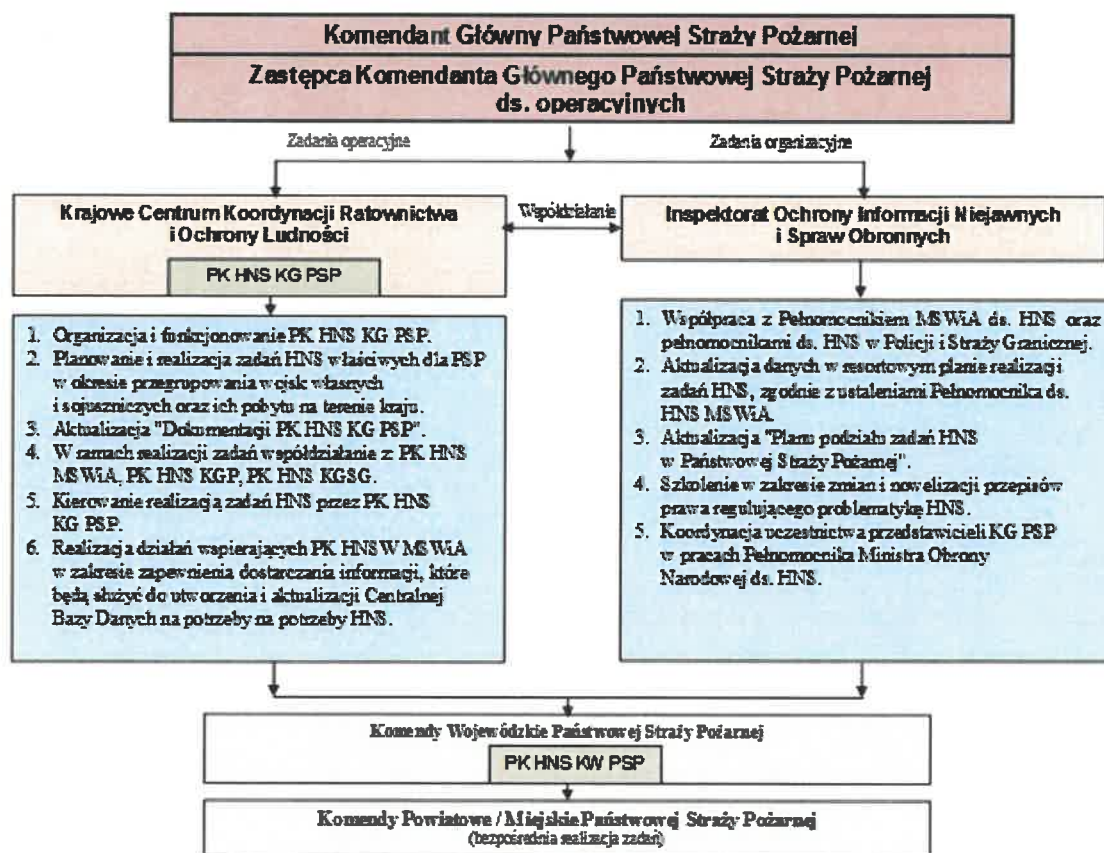 Komendant Główny Państwowej Straży Pożarnej
Zastępca Komendanta Głównego Państwowej Straży Pożarnej
ds. operacyjnych
Zadania operacyjne
Zadania organizacyjne
Krajowe Centrum Koordynacji Ratownictwa
i Ochrony Ludności
PK HNS KG PSP
Współdziałanie
Inspektorat Ochrony Informacji Niejawnych
i Spraw Obronnych
1. Organizacja i funkcjonowanie PK HNS KG PSP.
2. Planowanie i realizacja zadań HNS właściwych dla PSP
w okresie przegrupowania wojsk własnych
i sojuszniczych oraz ich pobytu na terenie kraju.
3. Aktualizacja "Dokumentacji PK HNS KG PSP".
4. W ramach realizacji zadań współdziałanie z: PK HNS
MSWiA, PK HNS KGP, PK HNS KGSG.
5. Kierowanie realizacją zadań HNS przez PK HNS
KG PSP.
6. Realizacja działań wspierających PK HNS W MSWiA
w zakresie zapewnienia dostarczania informacji, które
będą służyć do utworzenia i aktualizacji Centralnej
Bazy Danych na potrzeby na potrzeby HNS.
1. Współpraca z Pełnomocnikiem MSWiA ds. HNS oraz
pełnomocnikami ds. HNS w Policji i Straży Granicznej.
2. Aktualizacja danych w resortowym planie realizacji
zadań HNS, zgodnie z ustaleniami Pełnomocnika ds.
HNS MSWiA.
3. Aktualizacja "Planu podziału zadań HNS
w Państwowej Straży Pożarnej".
4. Szkolenie w zakresie zmian i nowelizacji przepisów
prawa regulującego problematykę HNS.
5. Koordynacja uczestnictwa przedstawicieli KG PSP
w pracach Pełnomocnika Ministra Obrony
Narodowej ds. HNS.
Komendy Wojewódzkie Państwowej Straży Pożarnej
PK HNS KW PSP
Komendy Powiatowe / Miejskie Państwowej Straży Pożarnej
(bezpośrednia realizacja zadań)